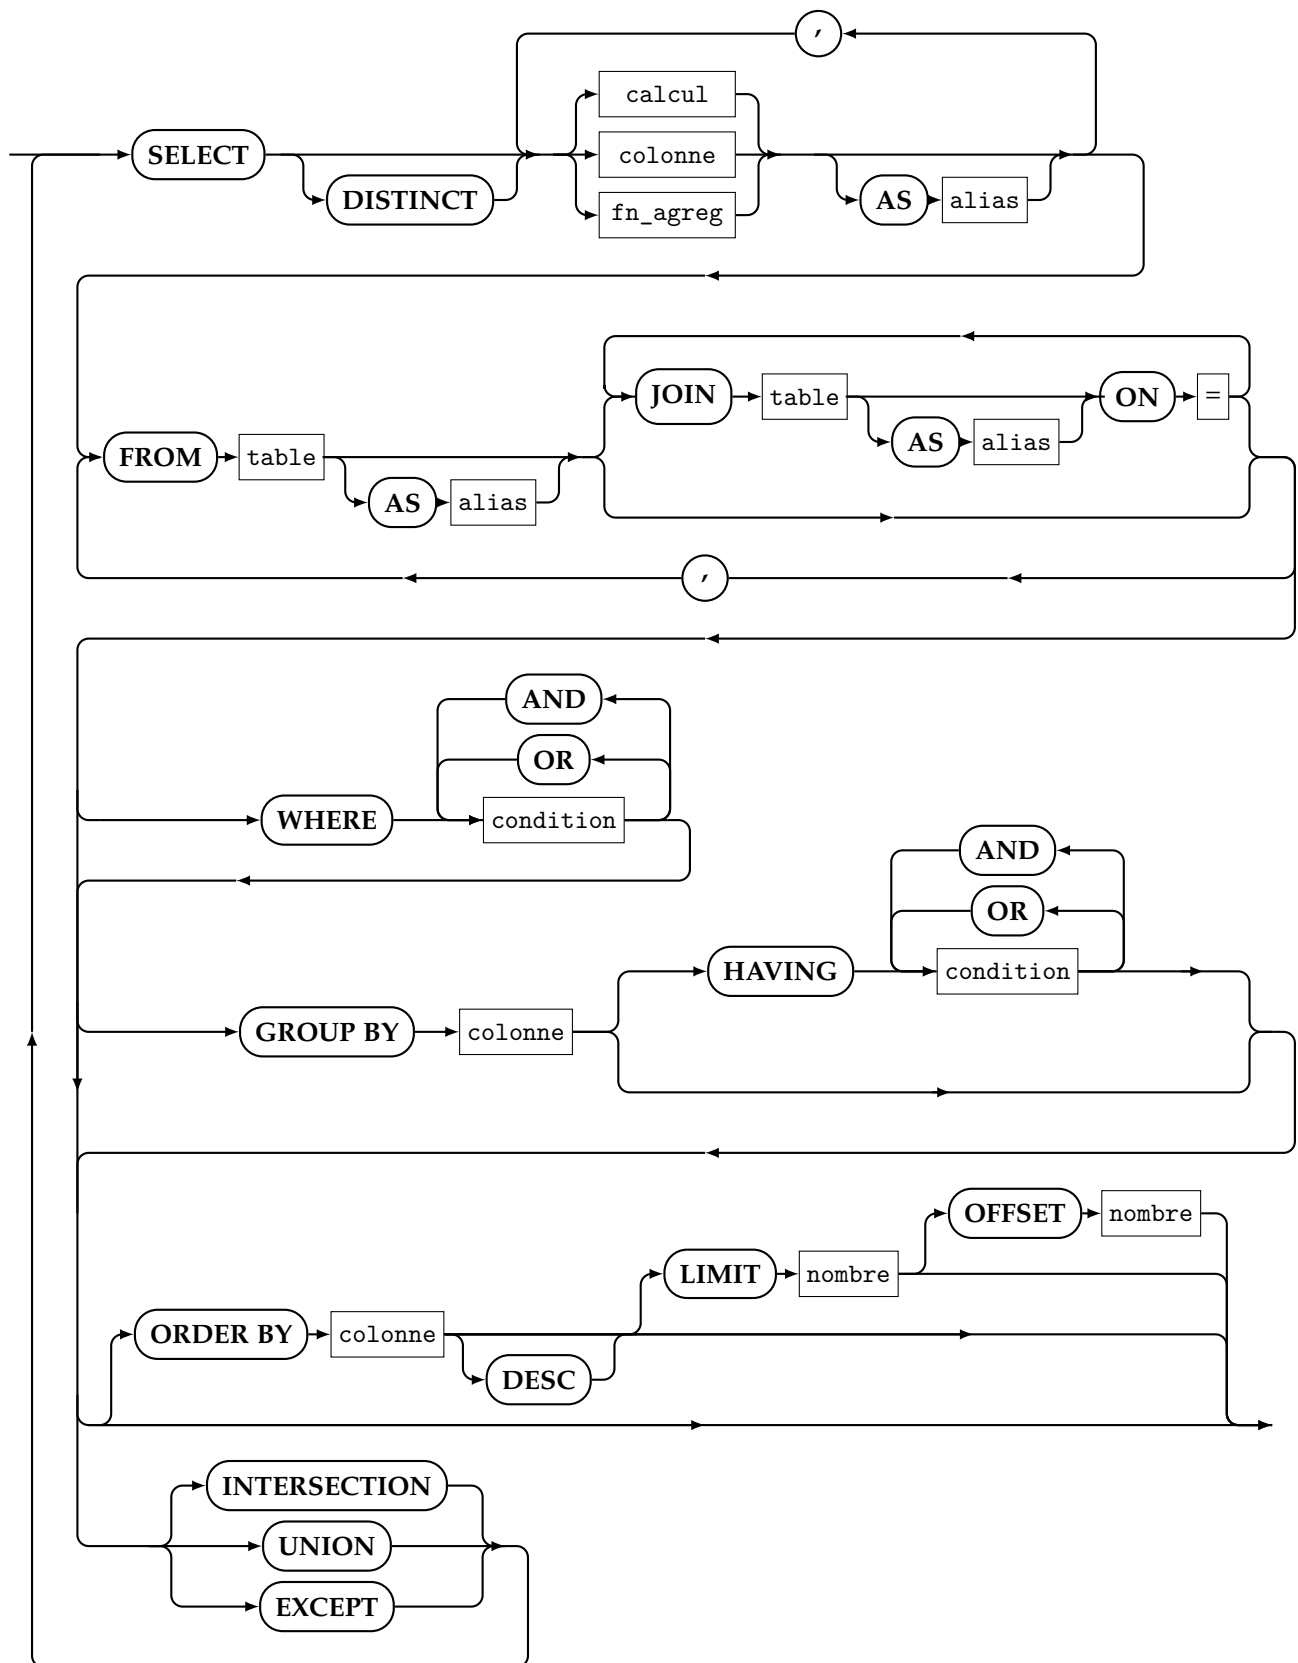 ,
calcul
SELECT colonne
DISTINCT fn_agreg AS alias
JOIN table ON =
AS alias
FROM table
AS alias
,
AND
OR
WHERE condition
AND
OR
HAVING condition
GROUP BY colonne
OFFSET nombre
LIMIT nombre
ORDER BY colonne
DESC
INTERSECTION
UNION
EXCEPT